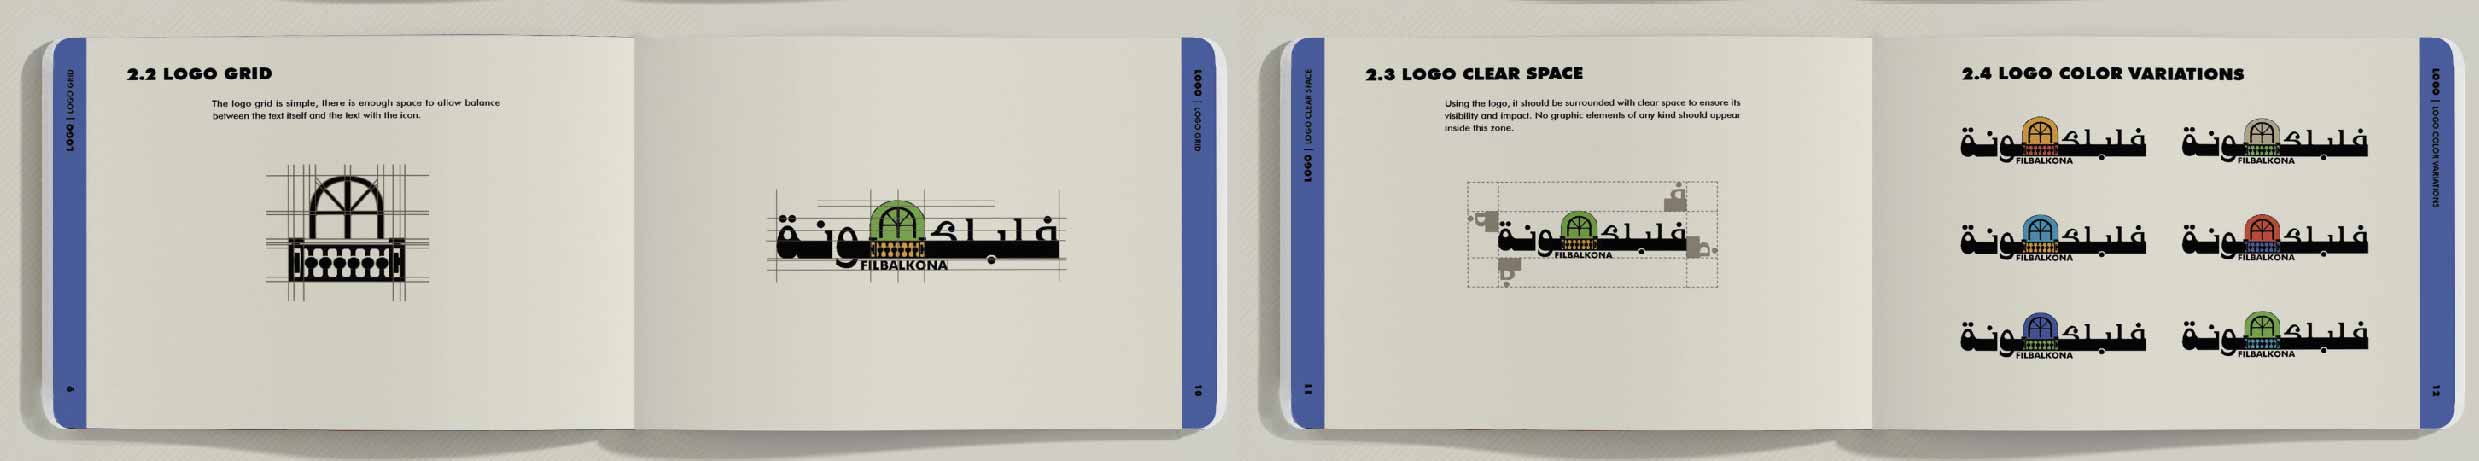 LOGO | LOGO GRID
2.2 LOGO GRID
The logo grid is simple, there is enough space to allow balance
between the text itself and the text with the icon.
9
فلبلكونة
FILBALKONA
LOGO | LOGO GRID
10
LOGO | LOGO CLEAR SPACE
2.3 LOGO CLEAR SPACE
Using the logo, it should be surrounded with clear space to ensure its
visibility and impact. No graphic elements of any kind should appear
inside this zone.
فلبلكونة
FILBALKONA
11
2.4 LOGO COLOR VARIATIONS
فلبلكونة
FILBALKONA
فلبلكونة
FILBALKONA
فلبلكونة
FILBALKONA
فلبلكونة
FILBALKONA
فلبلكونة
FILBALKONA
فلبلكونة
FILBALKONA
LOGO | LOGO COLOR VARIATIONS
12